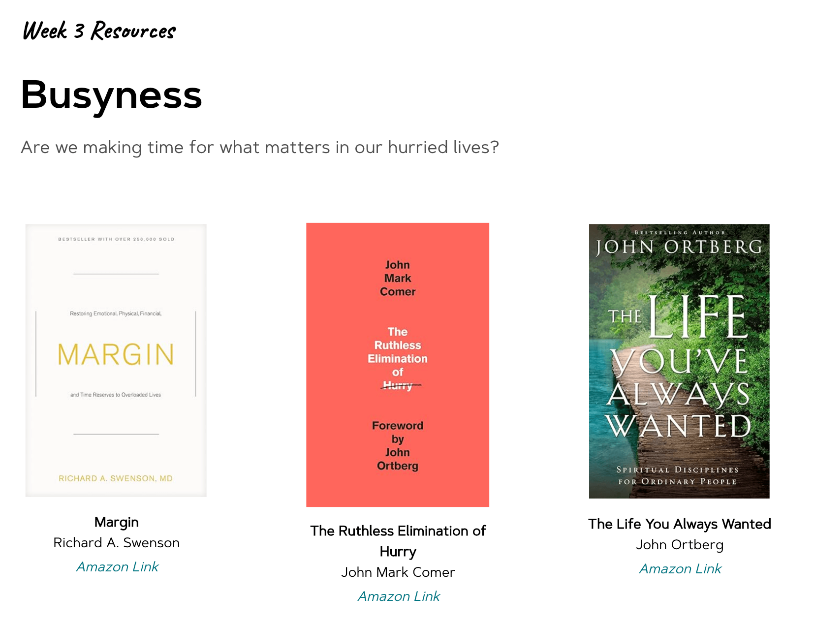 Week 3 Resources
Busyness
Are we making time for what matters in our hurried lives?
BESTSELLER WITH OVER 250,000 SOLD
Restoring Emotional, Physical, Financial,
MARGIN
and Time Reserves to Overloaded Lives
RICHARD A. SWENSON, MD
Margin
Richard A. Swenson
Amazon Link
John
Mark
Comer
The
Ruthless
Elimination
of
Hurry
Foreword
by
John
Ortberg
The Ruthless Elimination of
Hurry
John Mark Comer
Amazon Link
BESTSELLING AUTHOR
JOHN ORTBERG
THE LIFE
YOU'VE
ALWAYS
WANTED
SPIRITUAL DISCIPLINES
FOR ORDINARY PEOPLE
The Life You Always Wanted
John Ortberg
Amazon Link